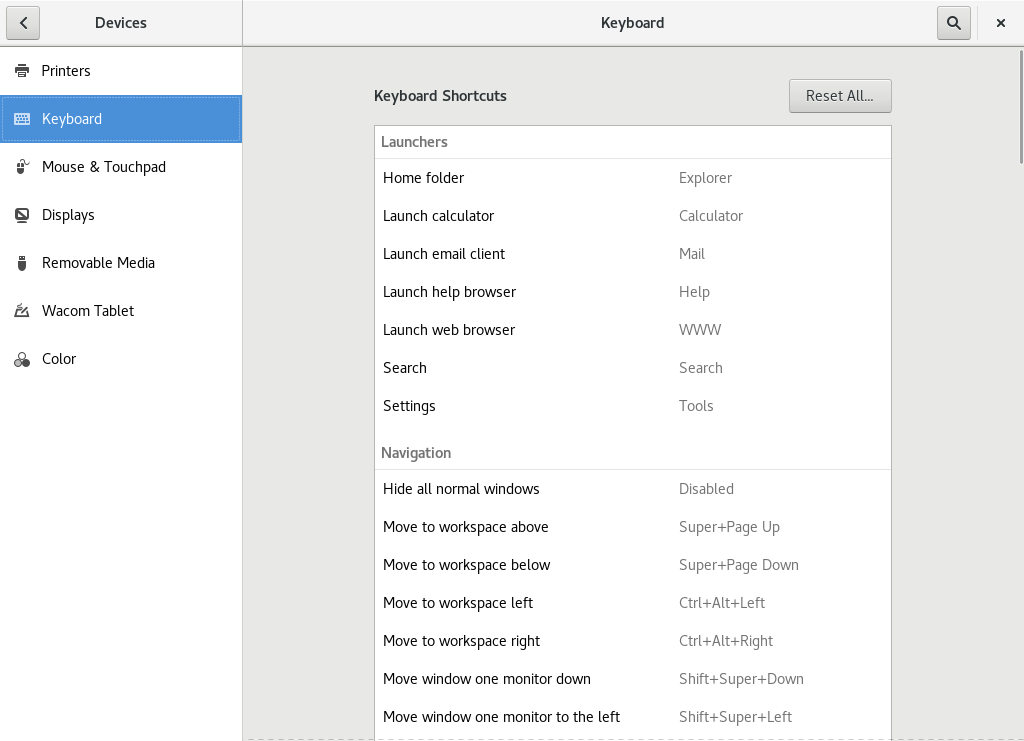 Devices
Keyboard
Printers
Keyboard
Mouse & Touchpad
Displays
Removable Media
Wacom Tablet
Color
Keyboard Shortcuts
Reset All...
Launchers
Home folder Explorer
Launch calculator Calculator
Launch email client Mail
Launch help browser Help
Launch web browser WWW
Search Search
Settings Tools
Navigation
Hide all normal windows Disabled
Move to workspace above Super+Page Up
Move to workspace below Super+Page Down
Move to workspace left Ctrl+Alt+Left
Move to workspace right Ctrl+Alt+Right
Move window one monitor down Shift+Super+Down
Move window one monitor to the left Shift+Super+Left